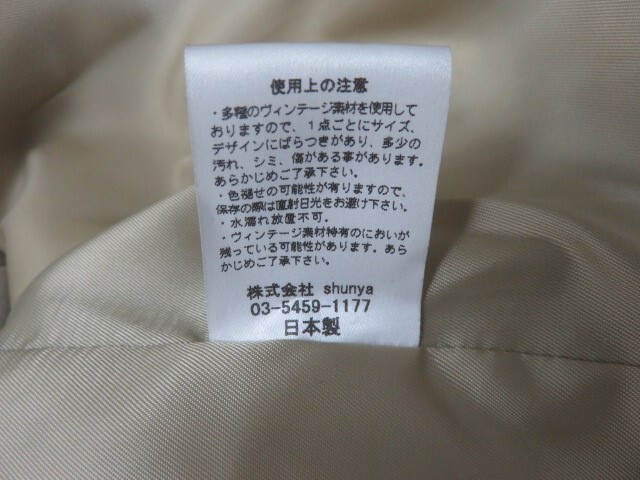 使用上の注意
・多種のヴィンテージ素材を使用して
おりますので、１点ごとにサイズ、
デザインにばらつきがあり、多少の
汚れ、シミ、傷がある事があります。
あらかじめご了承下さい。
・色褪せの可能性が有りますので、
保存の際は直射日光をお避け下さい。
・水濡れ放置不可。
・ヴィンテージ素材特有のにおいが
残っている可能性があります。あら
かじめご了承下さい。
株式会社 shunya
03-5459-1177
日本製